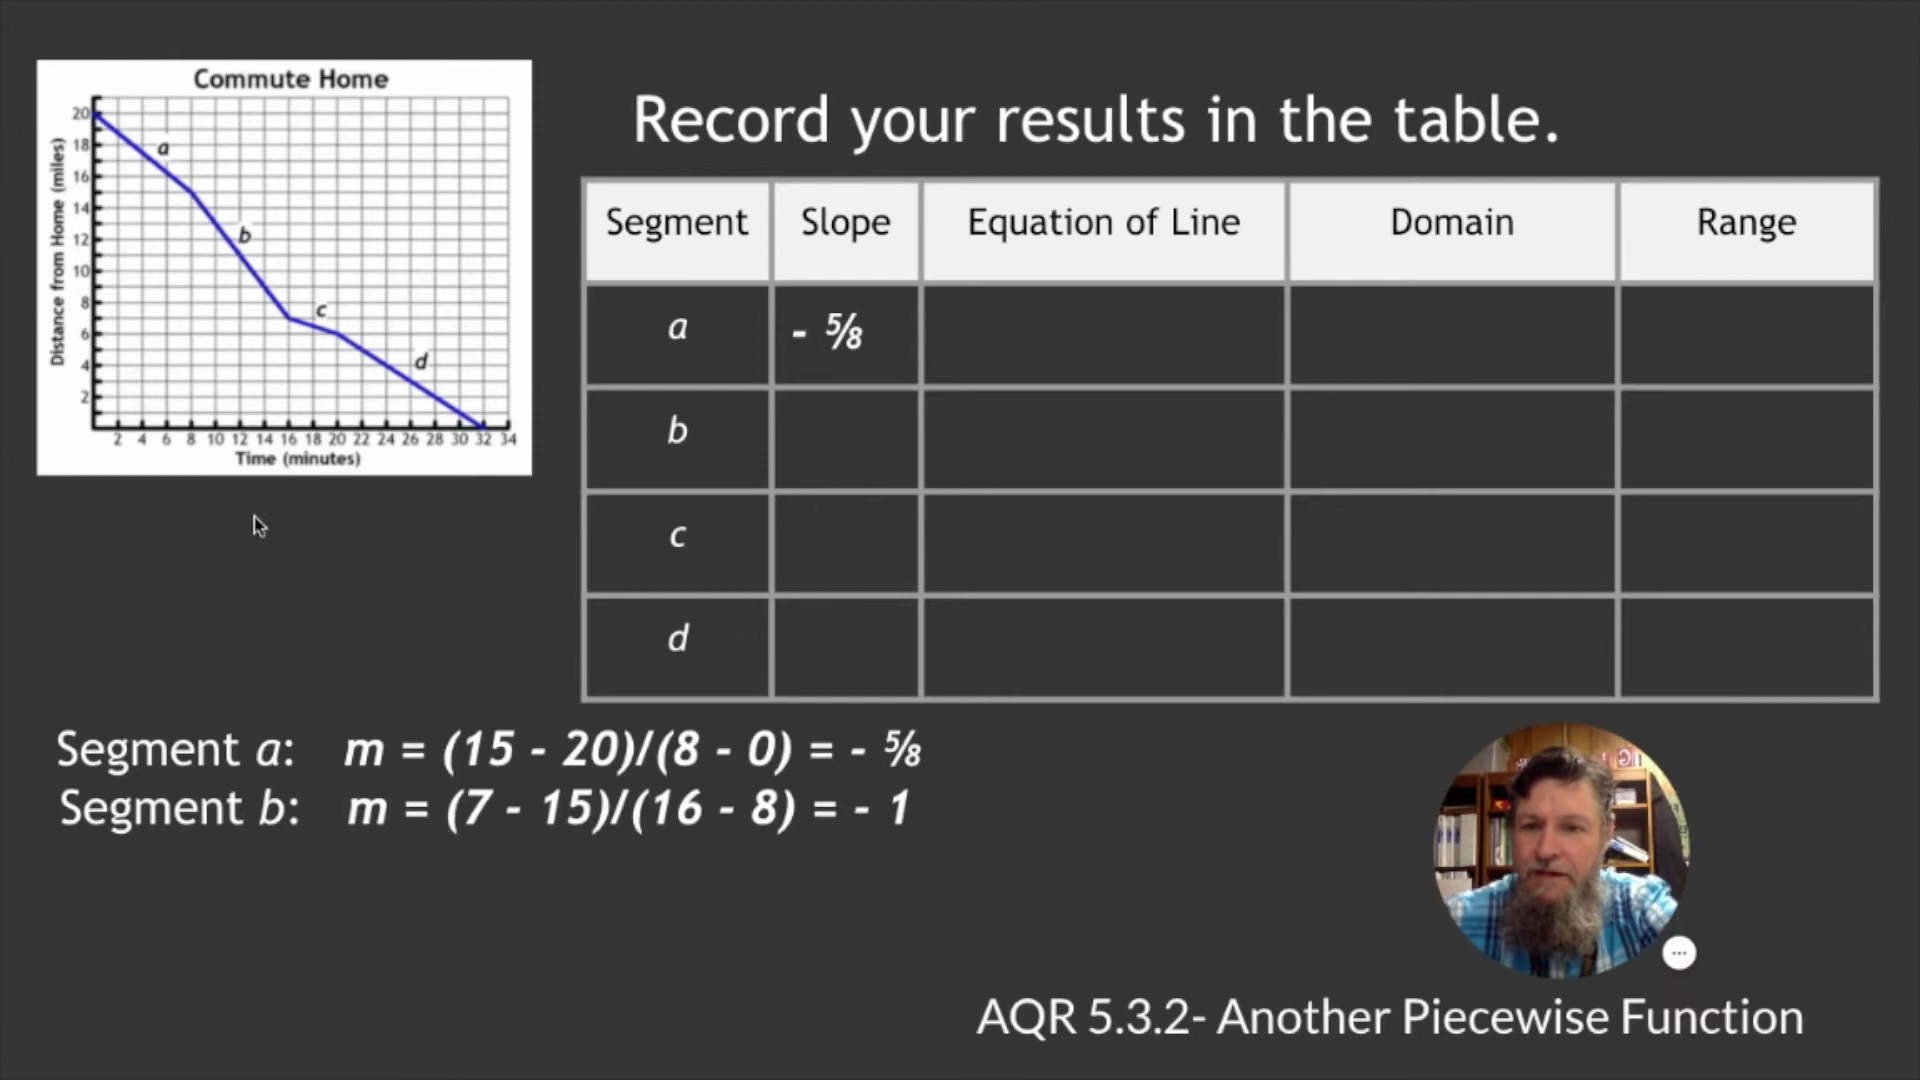 Commute Home
Distance from Home (miles)
20
18
16
14
12
10
8
6
4
2
a
b
c
d
2 4 6 8 10 12 14 16 18 20 22 24 26 28 30 32 34
Time (minutes)
Record your results in the table.
Segment Slope Equation of Line Domain Range
a - ⅝
b
c
d
Segment a: m = (15 - 20)/(8 - 0) = - ⅝
Segment b: m = (7 - 15)/(16 - 8) = - 1
AQR 5.3.2- Another Piecewise Function